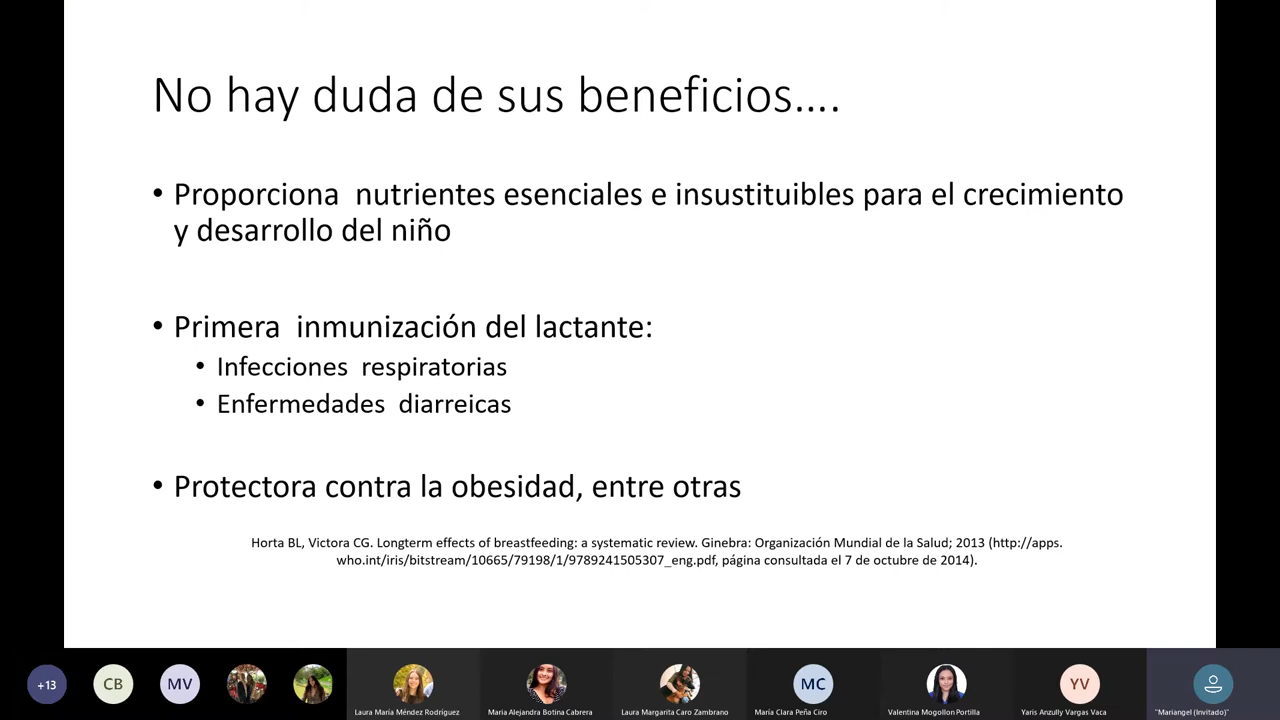 No hay duda de sus beneficios....
• Proporciona nutrientes esenciales e insustituibles para el crecimiento
y desarrollo del niño
• Primera inmunización del lactante:
• Infecciones respiratorias
• Enfermedades diarreicas
• Protectora contra la obesidad, entre otras
Horta BL, Victora CG. Longterm effects of breastfeeding: a systematic review. Ginebra: Organización Mundial de la Salud; 2013 (http://apps.
who.int/iris/bitstream/10665/79198/1/9789241505307_eng.pdf, página consultada el 7 de octubre de 2014).
+13
CB
MV
Laura María Méndez Rodriguez
Maria Alejandra Botina Cabrera
Laura Margarita Caro Zambrano
MC
María Clara Peña Ciro
Valentina Mogollon Portilla
YV
Yaris Anzully Vargas Vaca
"Mariangel (Invitado)"